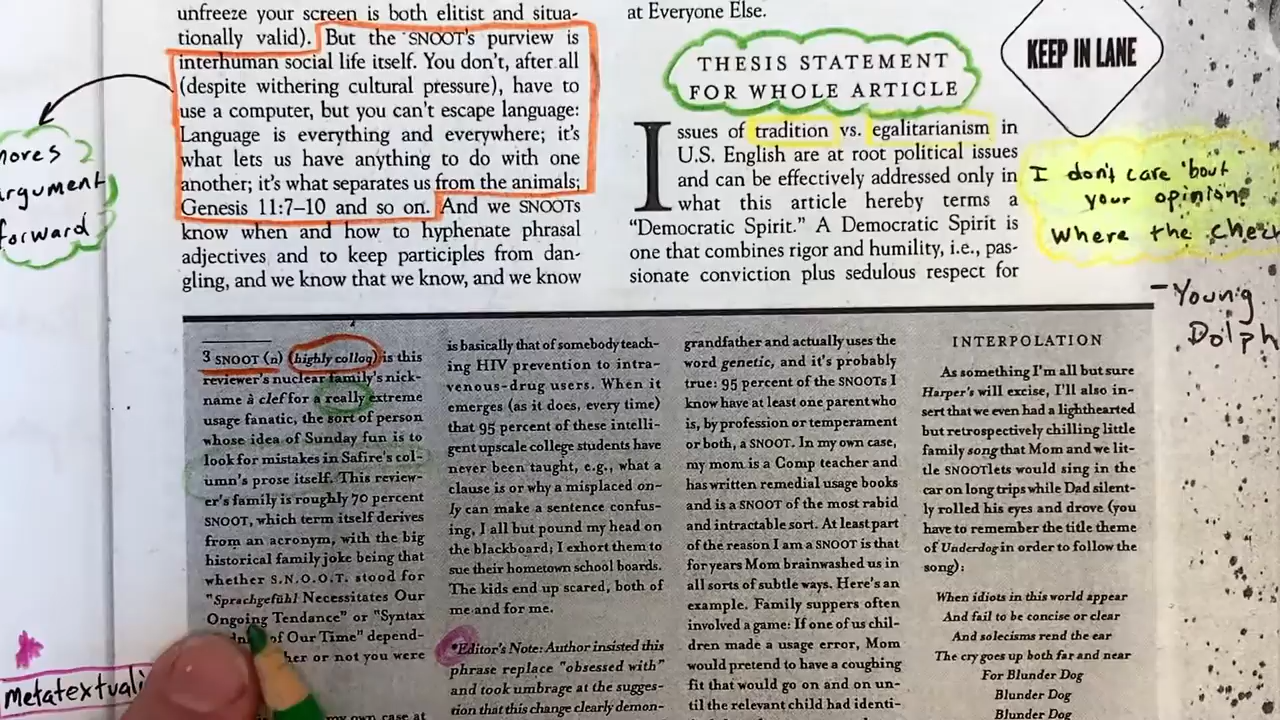 unfreeze your screen is both elitist and situa-
tionally valid). But the SNOOT's purview is
interhuman social life itself. You don't, after all
(despite withering cultural pressure), have to
use a computer, but you can't escape language:
Language is everything and everywhere; it's
what lets us have anything to do with one
another; it's what separates us from the animals;
Genesis 11:7–10 and so on. And we SNOOTs
know when and how to hyphenate phrasal
adjectives and to keep participles from dan-
gling, and we know that we know, and we know
argument
forward
at Everyone Else.
THESIS STATEMENT
FOR WHOLE ARTICLE
Issues of tradition vs. egalitarianism in
U.S. English are at root political issues
and can be effectively addressed only in
what this article hereby terms a
"Democratic Spirit." A Democratic Spirit is
one that combines rigor and humility, i.e., pas-
sionate conviction plus sedulous respect for
KEEP IN LANE
I don't care 'bout
your opinion,
Where the check
- Young
Dolph
3 SNOOT (n) (highly colloq) is this
reviewer's nuclear family's nick-
name à clef for a really extreme
usage fanatic, the sort of person
whose idea of Sunday fun is to
look for mistakes in Safire's col-
umn's prose itself. This review-
er's family is roughly 70 percent
SNOOT, which term itself derives
from an acronym, with the big
historical family joke being that
whether S.N.O.O.T. stood for
"Sprachgefühl Necessitates Our
Ongoing Tendance" or "Syntax
of Our Time" depend-
her or not you were
my own case at
is basically that of somebody teach-
ing HIV prevention to intra-
venous-drug users. When it
emerges (as it does, every time)
that 95 percent of these intelli-
gent upscale college students have
never been taught, e.g., what a
clause is or why a misplaced on-
ly can make a sentence confus-
ing, I all but pound my head on
the blackboard; I exhort them to
sue their hometown school boards.
The kids end up scared, both of
me and for me.
*Editor's Note: Author insisted this
phrase replace "obsessed with"
and took umbrage at the sugges-
tion that this change clearly demon-
grandfather and actually uses the
word genetic, and it's probably
true: 95 percent of the SNOOTs I
know have at least one parent who
is, by profession or temperament
or both, a SNOOT. In my own case,
my mom is a Comp teacher and
has written remedial usage books
and is a SNOOT of the most rabid
and intractable sort. At least part
of the reason I am a SNOOT is that
for years Mom brainwashed us in
all sorts of subtle ways. Here's an
example. Family suppers often
involved a game: If one of us chil-
dren made a usage error, Mom
would pretend to have a coughing
fit that would go on and on un-
til the relevant child had identi-
INTERPOLATION
As something I'm all but sure
Harper's will excise, I'll also in-
sert that we even had a lighthearted
but retrospectively chilling little
family song that Mom and we lit-
tle SNOOTlets would sing in the
car on long trips while Dad silent-
ly rolled his eyes and drove (you
have to remember the title theme
of Underdog in order to follow the
song):
When idiots in this world appear
And fail to be concise or clear
And solecisms rend the ear
The cry goes up both far and near
For Blunder Dog
Blunder Dog
Blunder Dog
metatextuali